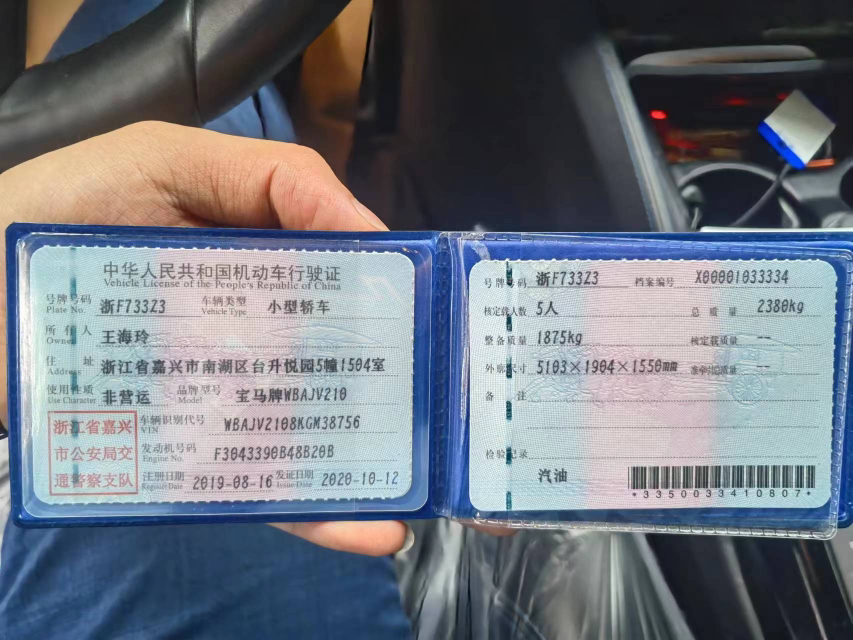 中华人民共和国机动车行驶证
Vehicle License of the People's Republic of China
号牌号码 浙F733Z3 车辆类型 小型轿车
Plate No. Vehicle Type
所有人 王海玲
Owner
住址 浙江省嘉兴市南湖区台升悦园5幢1504室
Address
使用性质 非营运 品牌型号 宝马牌WBAJV210
Use Character Model
浙江省嘉兴
市公安局交
通警察支队
车辆识别代号 WBAJV2108KGM38756
VIN
发动机号码 F3043390B48B20B
Engine No.
注册日期 2019-08-16 发证日期 2020-10-12
Register Date Issue Date
号牌号码 浙F733Z3 档案编号 X00001033334
核定载人数 5人 总质量 2380kg
整备质量 1875kg 核定载质量 --
外廓尺寸 5103×1904×1550mm 准牵引总质量 --
备注
检验记录
汽油
*3350033410807*